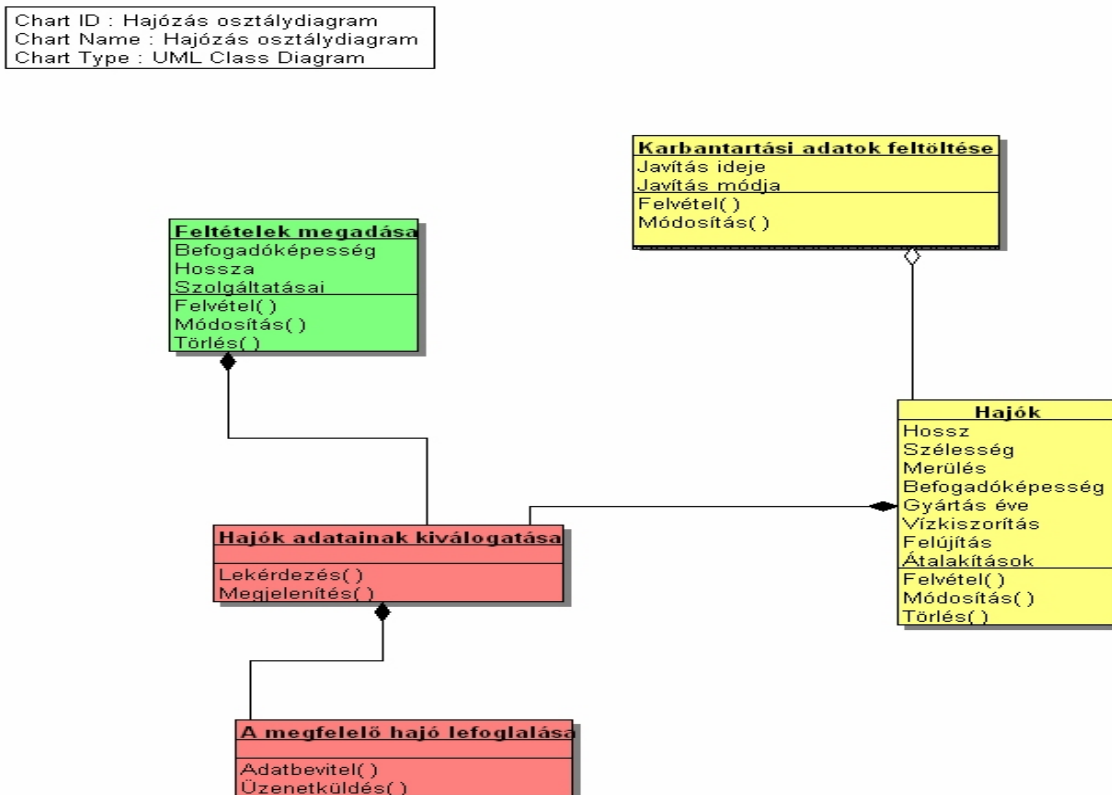 Chart ID : Hajózás osztálydiagram
Chart Name : Hajózás osztálydiagram
Chart Type : UML Class Diagram
Karbantartási adatok feltöltése
Javítás ideje
Javítás módja
Felvétel( )
Módosítás( )
Feltételek megadása
Befogadóképesség
Hossza
Szolgáltatásai
Felvétel( )
Módosítás( )
Törlés( )
Hajók
Hossz
Szélesség
Merülés
Befogadóképesség
Gyártás éve
Vízkiszorítás
Felújítás
Átalakítások
Felvétel( )
Módosítás( )
Törlés( )
Hajók adatainak kiválogatása
Lekérdezés( )
Megjelenítés( )
A megfelelő hajó lefoglalása
Adatbevitel( )
Üzenetküldés( )